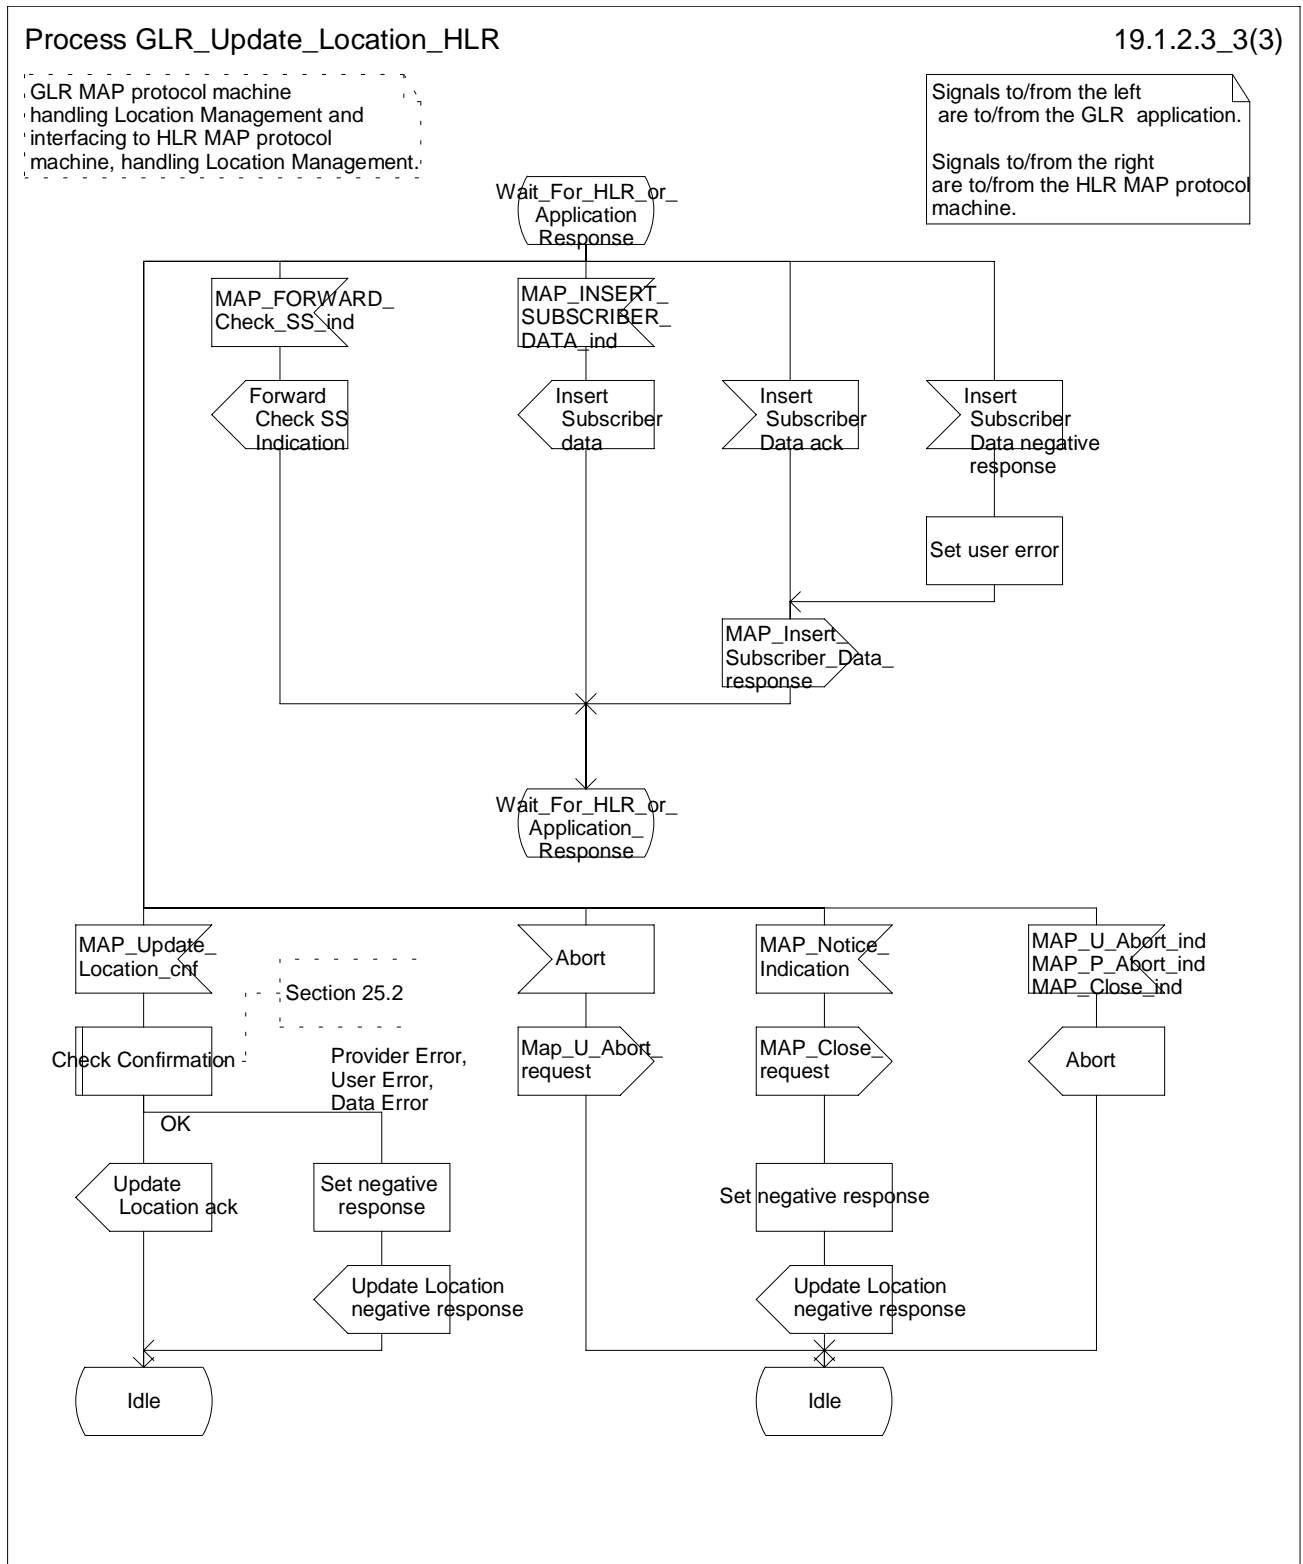 Process GLR_Update_Location_HLR
19.1.2.3_3(3)
GLR MAP protocol machine
handling Location Management and
interfacing to HLR MAP protocol
machine, handling Location Management.
Signals to/from the left
are to/from the GLR application.
Signals to/from the right
are to/from the HLR MAP protocol
machine.
Wait_For_HLR_or_
Application
Response
MAP_FORWARD_
Check_SS_ind
MAP_INSERT_
SUBSCRIBER_
DATA_ind
Forward
Check SS
Indication
Insert
Subscriber
data
Insert
Subscriber
Data ack
Insert
Subscriber
Data negative
response
Set user error
MAP_Insert_
Subscriber_Data_
response
Wait_For_HLR_or_
Application_
Response
MAP_Update_
Location_cnf
Section 25.2
Abort
MAP_Notice_
Indication
MAP_U_Abort_ind
MAP_P_Abort_ind
MAP_Close_ind
Check Confirmation
Provider Error,
User Error,
Data Error
Map_U_Abort_
request
MAP_Close_
request
Abort
OK
Update
Location ack
Set negative
response
Set negative response
Update Location
negative response
Update Location
negative response
Idle
Idle